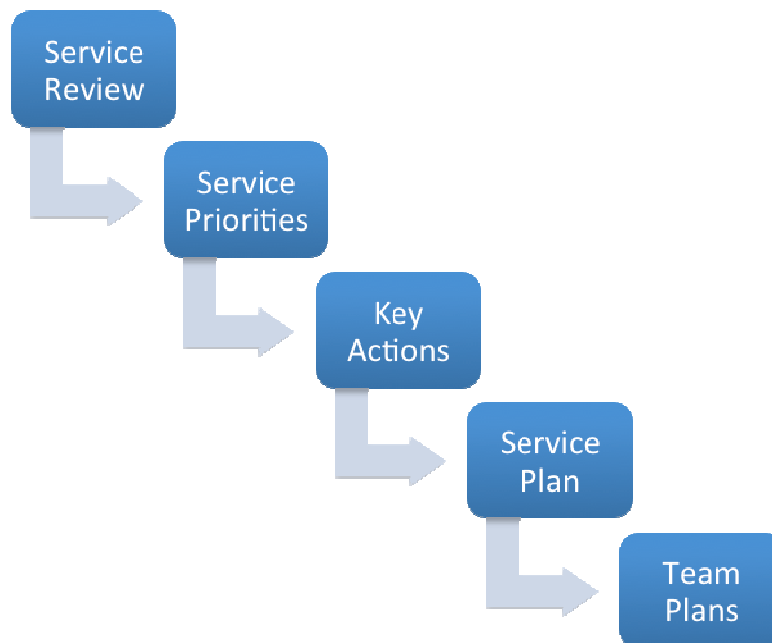 Service
Review
Service
Priorities
Key
Actions
Service
Plan
Team
Plans